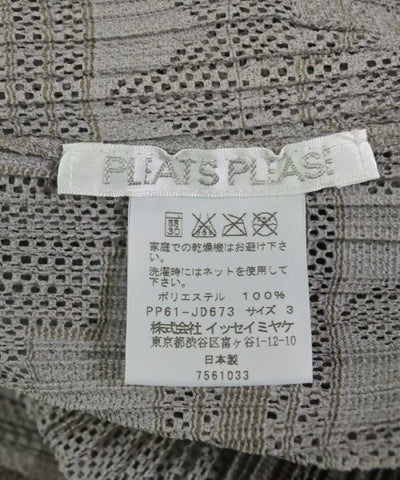 PLEATS PLEASE
30
家庭での乾燥機はお避け下さ
い。
洗濯時にはネットを使用して
下さい。
ポリエステル 100%
PP61-JD673 サイズ 3
株式会社 イッセイミヤケ
東京都渋谷区富ヶ谷1-12-10
日本製
7561033